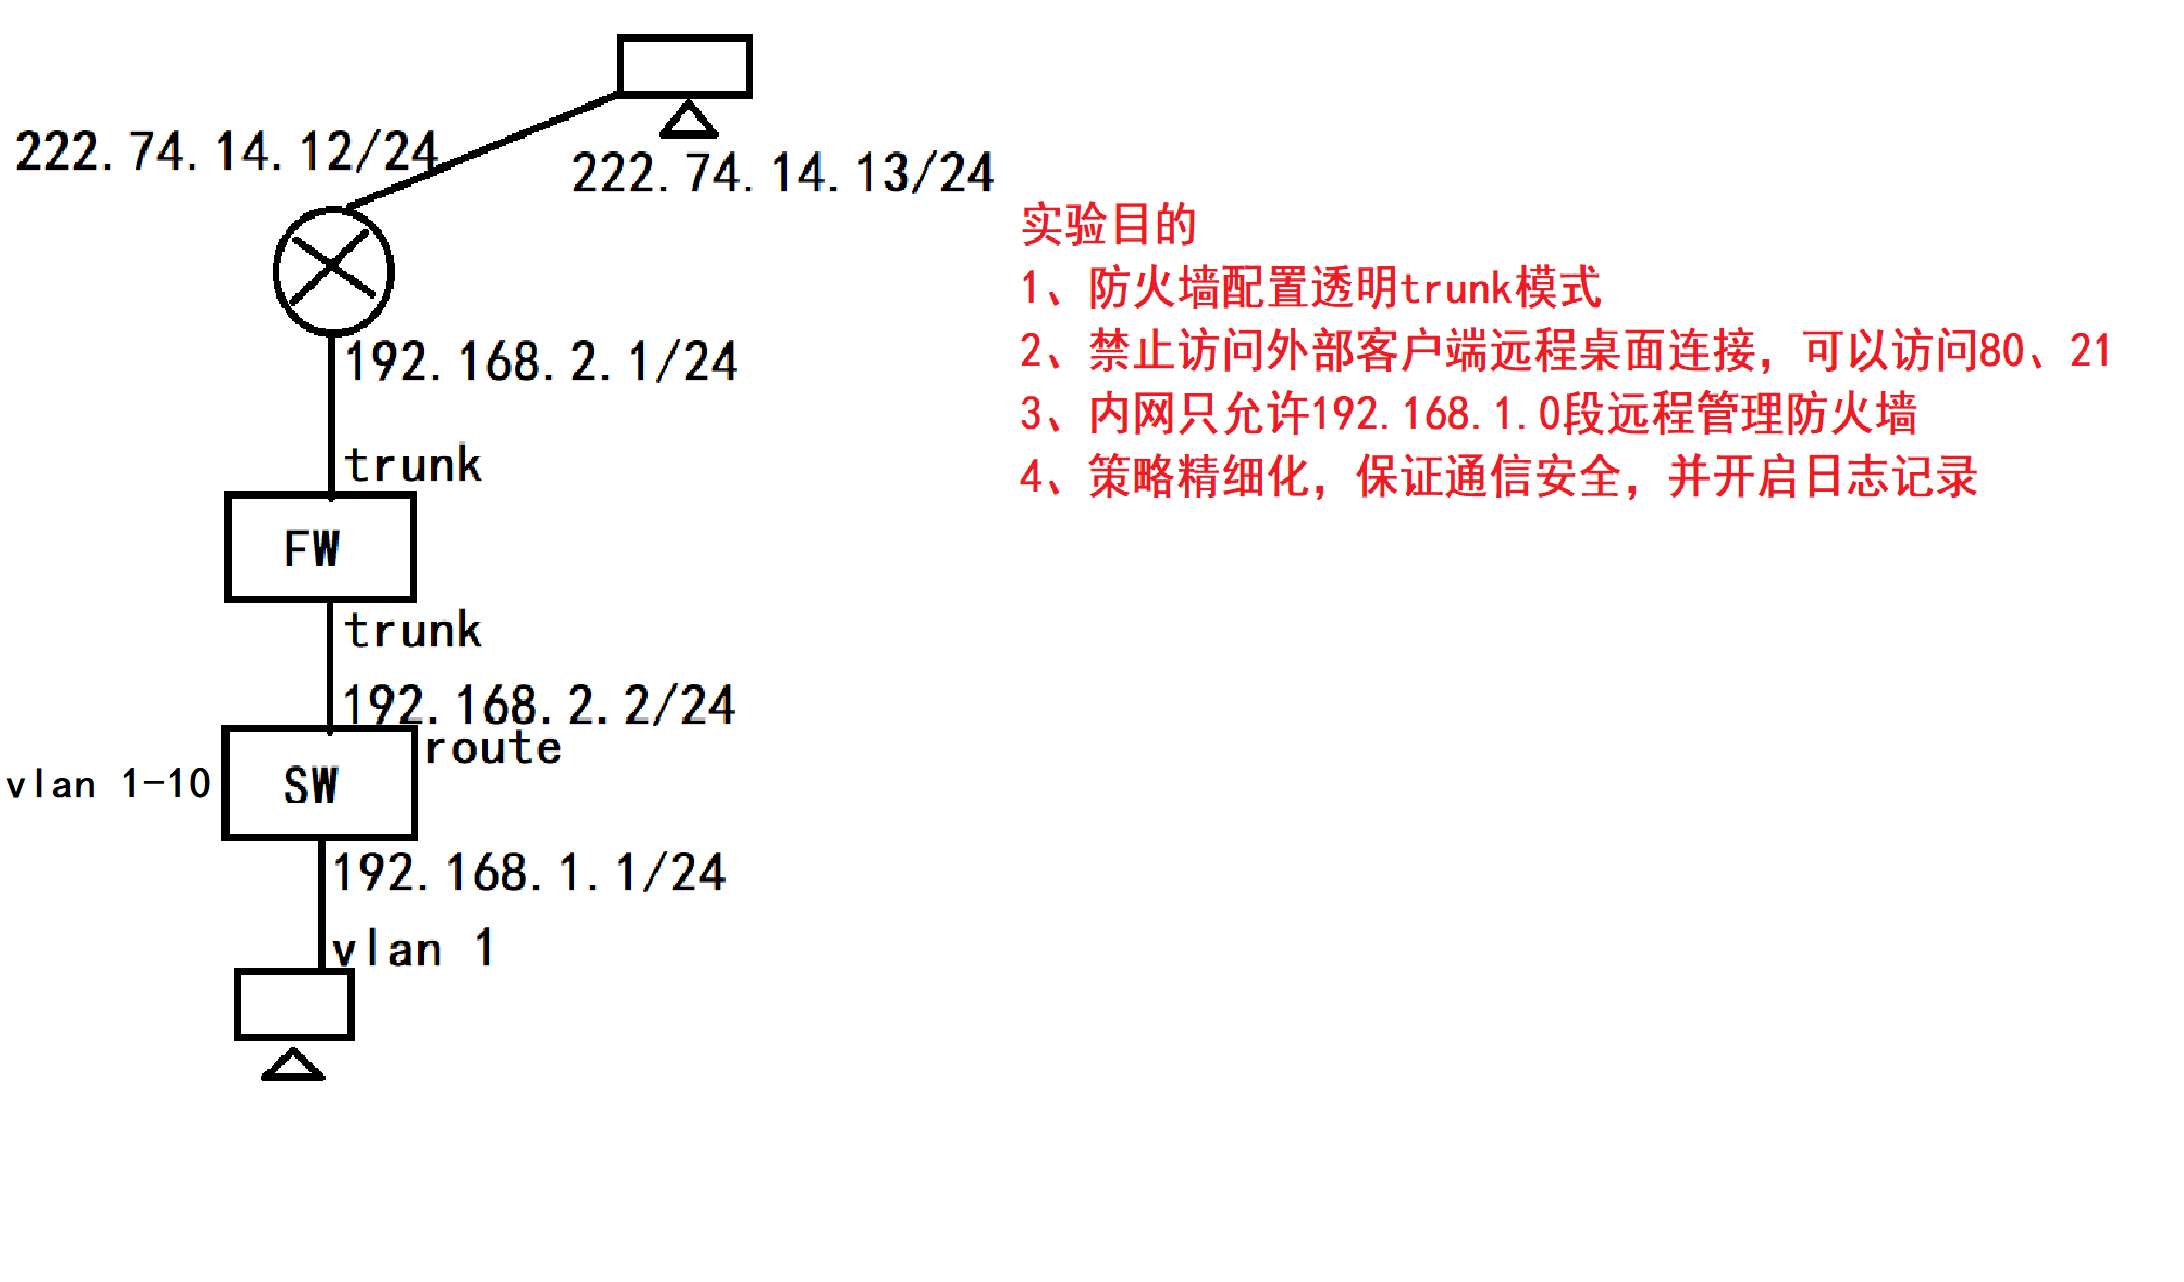 222.74.14.12/24
222.74.14.13/24
实验目的
1、防火墙配置透明trunk模式
2、禁止访问外部客户端远程桌面连接，可以访问80、21
3、内网只允许192.168.1.0段远程管理防火墙
4、策略精细化，保证通信安全，并开启日志记录
192.168.2.1/24
trunk
FW
trunk
192.168.2.2/24
route
vlan 1-10
SW
192.168.1.1/24
vlan 1